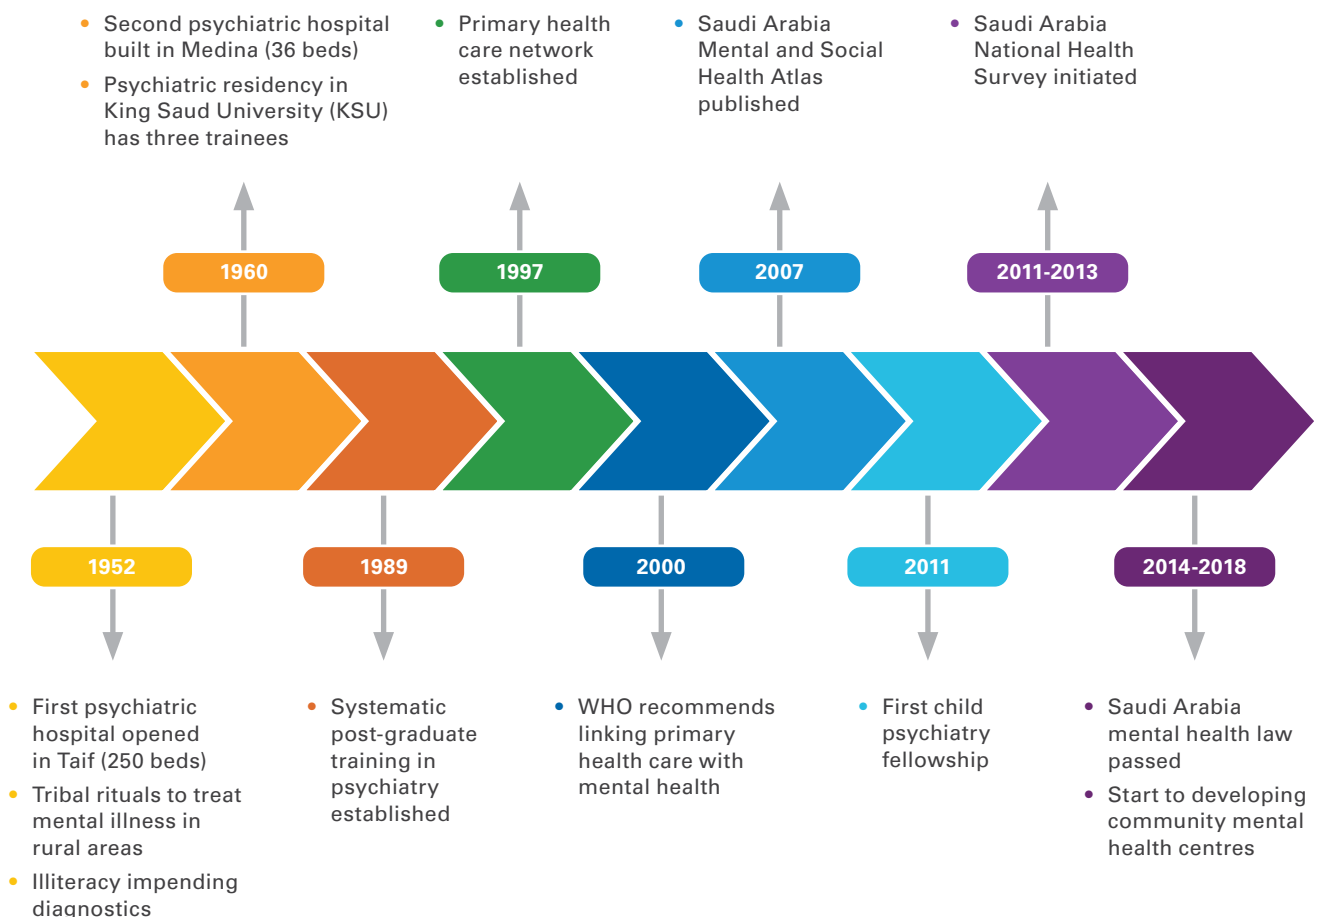 • Second psychiatric hospital
built in Medina (36 beds)
• Psychiatric residency in
King Saud University (KSU)
has three trainees
• Primary health
care network
established
• Saudi Arabia
Mental and Social
Health Atlas
published
• Saudi Arabia
National Health
Survey initiated
1960
1997
2007
2011-2013
1952
1989
2000
2011
2014-2018
• First psychiatric
hospital opened
in Taif (250 beds)
• Tribal rituals to treat
mental illness in
rural areas
• Illiteracy impending
diagnostics
• Systematic
post-graduate
training in
psychiatry
established
• WHO recommends
linking primary
health care with
mental health
• First child
psychiatry
fellowship
• Saudi Arabia
mental health law
passed
• Start to developing
community mental
health centres